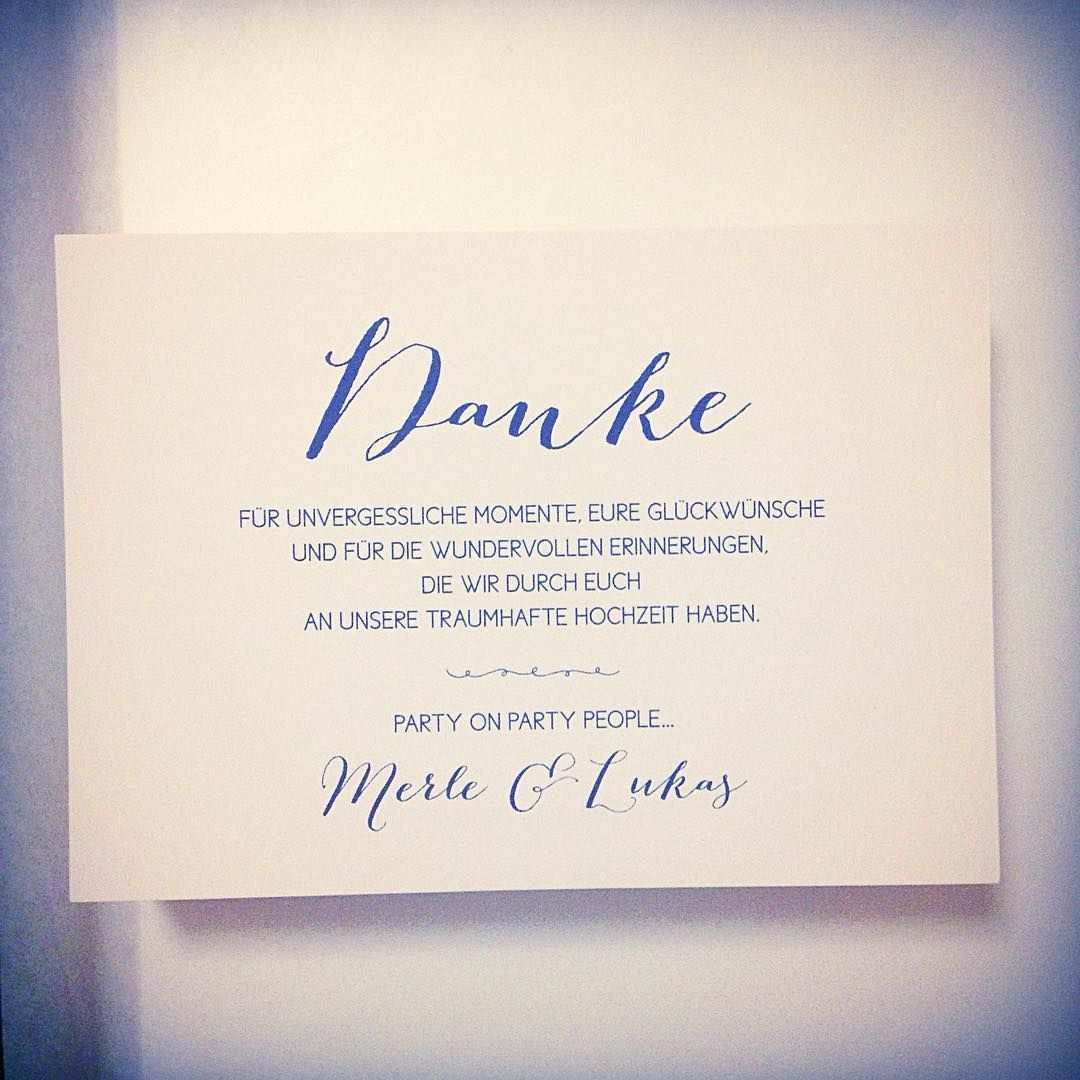 Danke
FÜR UNVERGESSLICHE MOMENTE, EURE GLÜCKWÜNSCHE
UND FÜR DIE WUNDERVOLLEN ERINNERUNGEN,
DIE WIR DURCH EUCH
AN UNSERE TRAUMHAFTE HOCHZEIT HABEN.
PARTY ON PARTY PEOPLE...
Merle & Lukas